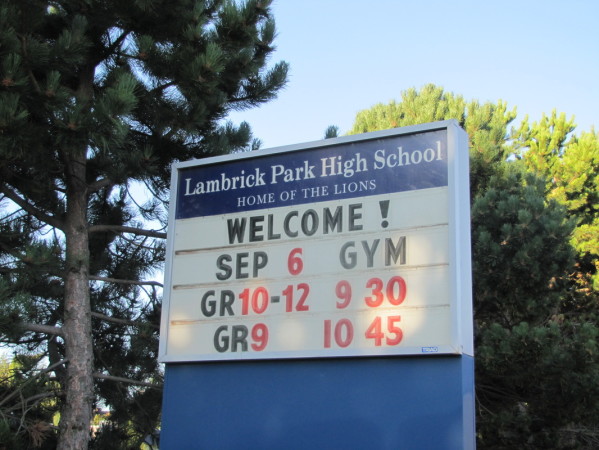 Lambrick Park High School
HOME OF THE LIONS
WELCOME !
SEP 6 GYM
GR10-12 9 30
GR9 10 45